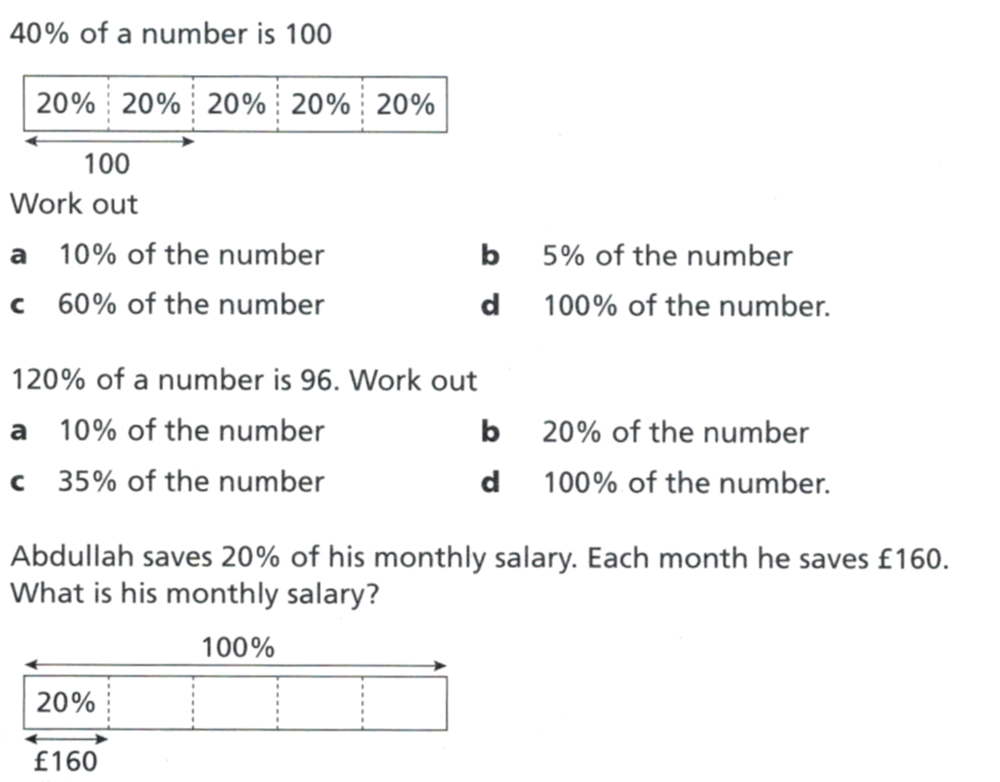 40% of a number is 100
20% 20% 20% 20% 20%
100
Work out
a 10% of the number b 5% of the number
c 60% of the number d 100% of the number.
120% of a number is 96. Work out
a 10% of the number b 20% of the number
c 35% of the number d 100% of the number.
Abdullah saves 20% of his monthly salary. Each month he saves £160.
What is his monthly salary?
100%
20%
£160